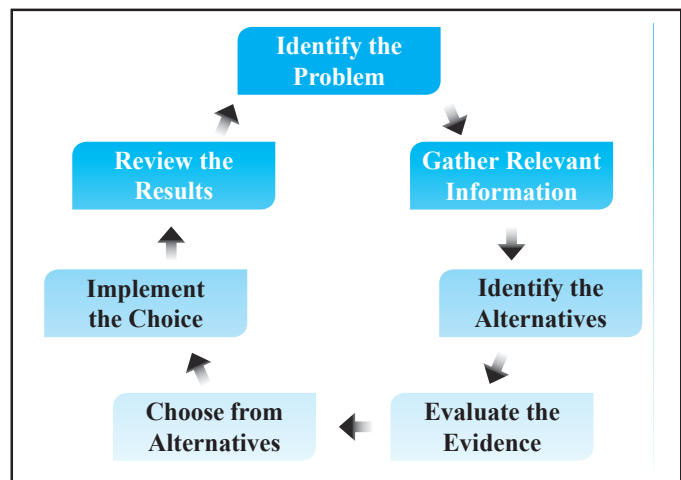 Identify the
Problem
Gather Relevant
Information
Identify the
Alternatives
Evaluate the
Evidence
Choose from
Alternatives
Implement
the Choice
Review the
Results